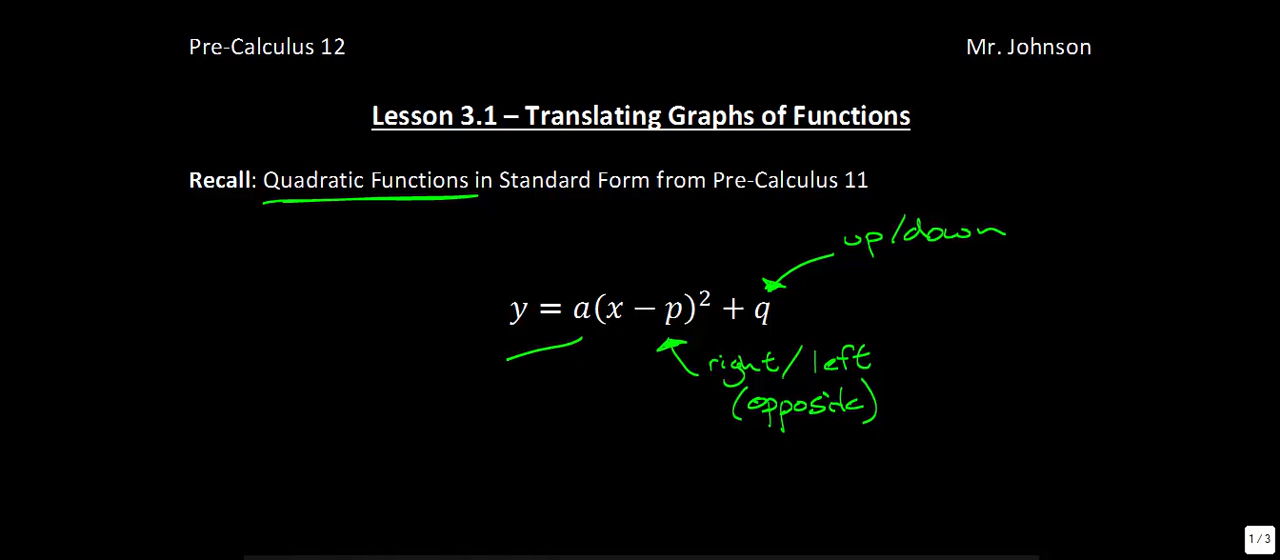 Pre-Calculus 12 Mr. Johnson
Lesson 3.1 – Translating Graphs of Functions
Recall: Quadratic Functions in Standard Form from Pre-Calculus 11
up/down
y = a(x − p)² + q
right/left
(opposide)
1 / 3